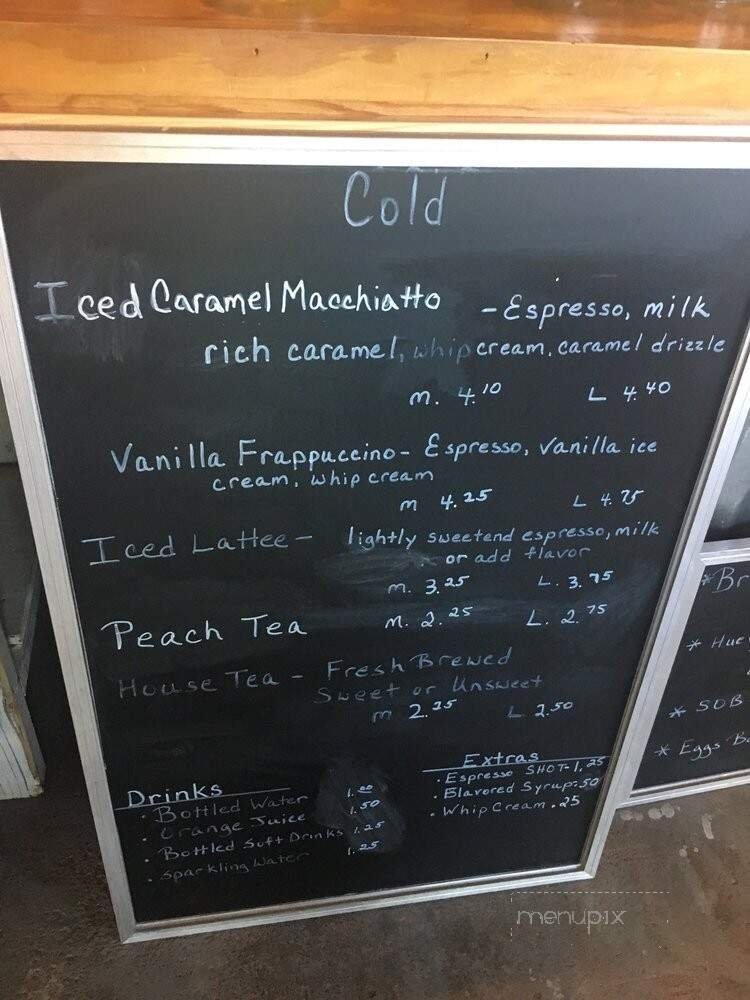 Cold
Iced Caramel Macchiatto - Espresso, milk
rich caramel, whip cream, caramel drizzle
m. 4.10 L 4.40
Vanilla Frappuccino - Espresso, Vanilla ice
cream, whip cream
m 4.25 L 4.75
Iced Lattee - lightly sweetend espresso, milk
or add flavor
m. 3.25 L. 3.75
Peach Tea m. 2.25 L. 2.75
House Tea - Fresh Brewed
Sweet or Unsweet
m 2.25 L 2.50
Drinks
• Bottled Water 1.00
• Orange Juice 1.50
• Bottled Soft Drinks 1.25
• Sparkling Water 1.25
Extras
• Espresso SHOT - 1.25
• Flavored Syrup .50
• Whip Cream .25
* Br
* Hue
* SOB
* Eggs B
menupix